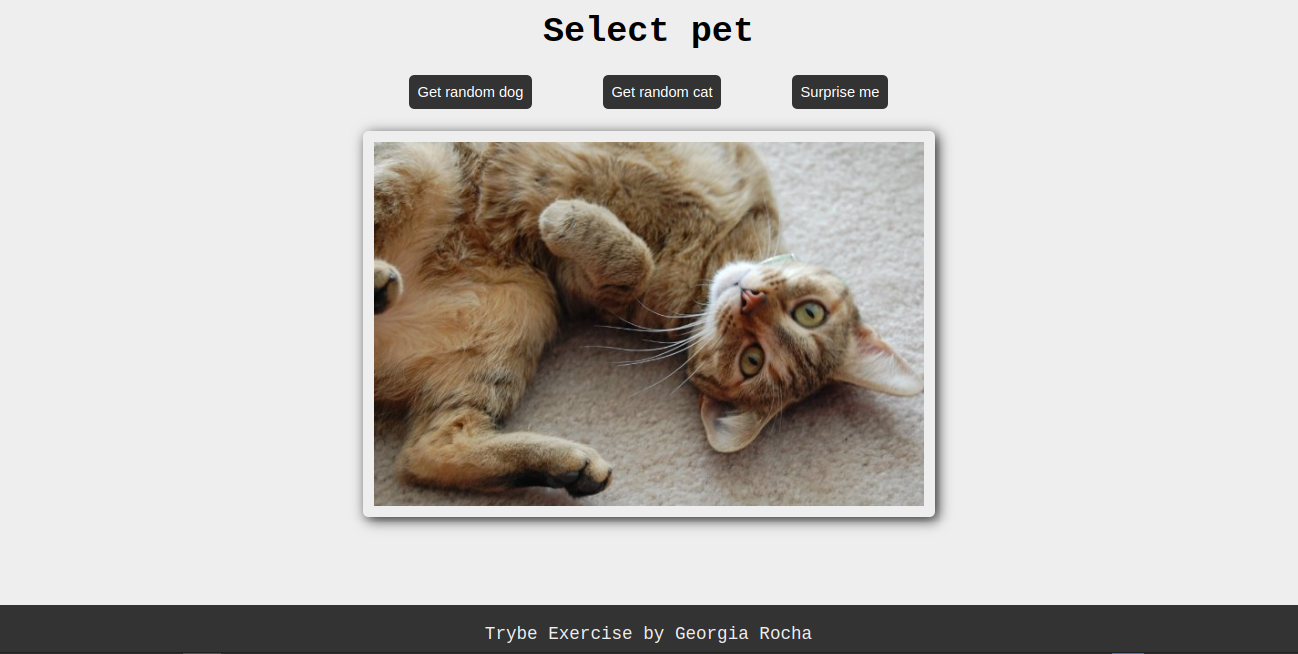 Select pet
Get random dog
Get random cat
Surprise me
Trybe Exercise by Georgia Rocha